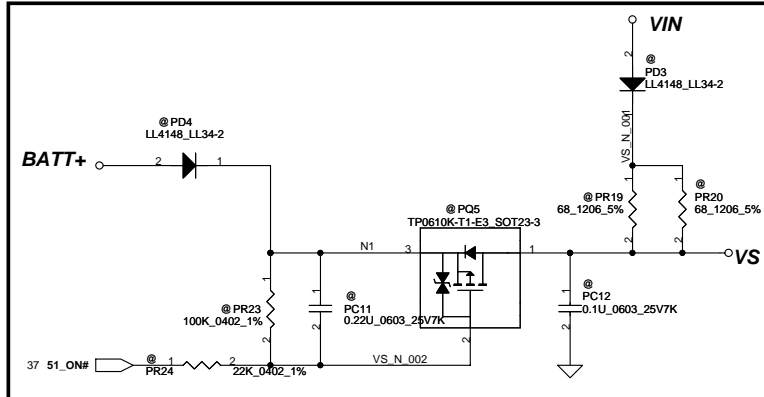 VIN
2
@
PD3
LL4148_LL34-2
1
VS_N_001
@ PD4
LL4148_LL34-2
BATT+
2
1
1
@ PR19
68_1206_5%
2
1
@
PR20
68_1206_5%
2
@ PQ5
TP0610K-T1-E3_SOT23-3
N1
3
1
VS
1
@ PR23
100K_0402_1%
2
1
@
PC11
0.22U_0603_25V7K
2
2
1
@
PC12
0.1U_0603_25V7K
2
37 51_ON#
@
1
PR24
2
22K_0402_1%
VS_N_002